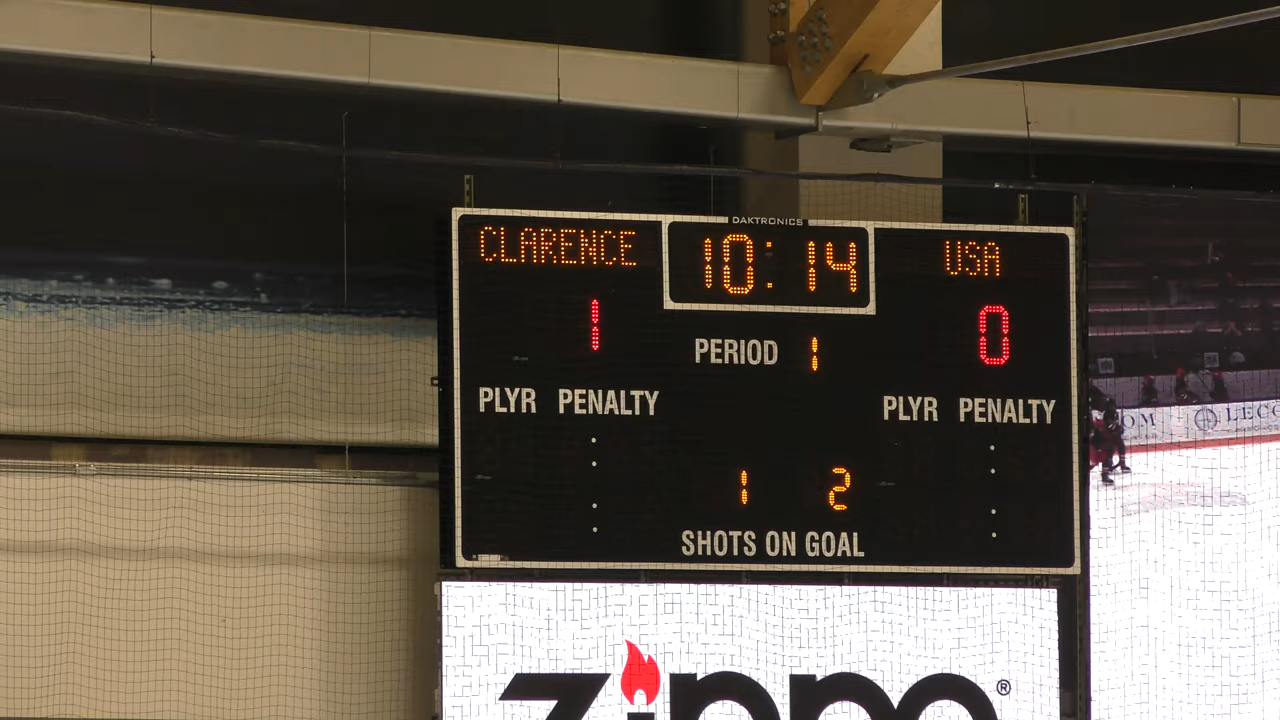 DAKTRONICS
CLARENCE 10:14 USA
1 0
PERIOD 1
PLYR PENALTY PLYR PENALTY
1 2
SHOTS ON GOAL
zippo®